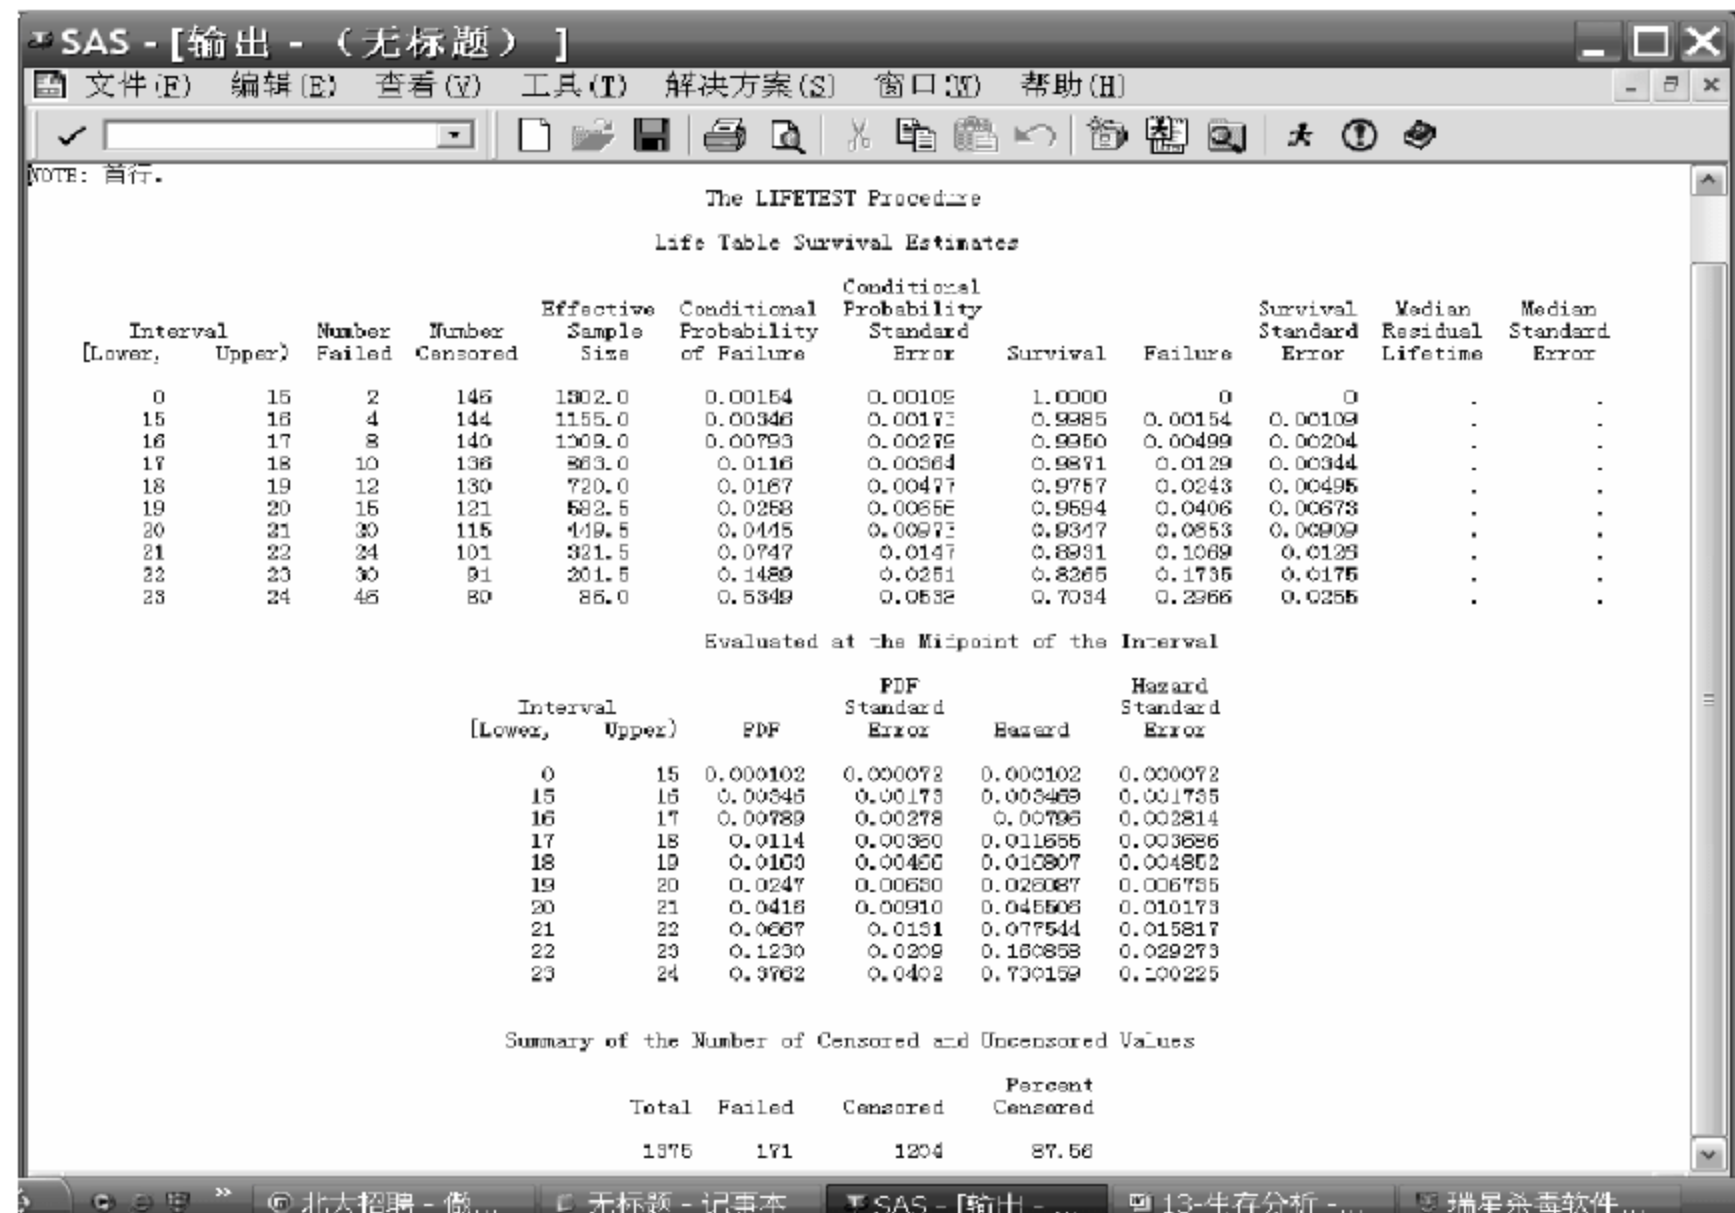 SAS - [输出 - （无标题） ]
文件(F) 编辑(E) 查看(V) 工具(T) 解决方案(S) 窗口(W) 帮助(H)
NOTE: 首行.
The LIFETEST Procedure
Life Table Survival Estimates
Conditional
Effective Conditional Probability Survival Median Median
Interval Number Number Sample Probability Standard Standard Residual Standard
[Lower, Upper) Failed Censored Size of Failure Error Survival Failure Error Lifetime Error
0 15 2 146 1302.0 0.00154 0.00109 1.0000 0 0 . .
15 16 4 144 1155.0 0.00346 0.00173 0.9985 0.00154 0.00109 . .
16 17 8 140 1009.0 0.00793 0.00279 0.9950 0.00499 0.00204 . .
17 18 10 136 863.0 0.0116 0.00364 0.9871 0.0129 0.00344 . .
18 19 12 130 720.0 0.0167 0.00477 0.9757 0.0243 0.00495 . .
19 20 15 121 582.5 0.0258 0.00656 0.9594 0.0406 0.00673 . .
20 21 20 115 449.5 0.0445 0.00973 0.9347 0.0653 0.00909 . .
21 22 24 101 321.5 0.0747 0.0147 0.8931 0.1069 0.0126 . .
22 23 30 91 201.5 0.1489 0.0251 0.8265 0.1735 0.0175 . .
23 24 46 80 86.0 0.5349 0.0538 0.7034 0.2966 0.0255 . .
Evaluated at the Midpoint of the Interval
PDF Hazard
Interval Standard Standard
[Lower, Upper) PDF Error Hazard Error
0 15 0.000102 0.000072 0.000102 0.000072
15 16 0.00346 0.00173 0.003469 0.001735
16 17 0.00789 0.00278 0.00796 0.002814
17 18 0.0114 0.00360 0.011655 0.003686
18 19 0.0163 0.00466 0.016807 0.004852
19 20 0.0247 0.00630 0.026087 0.006735
20 21 0.0416 0.00910 0.045506 0.010173
21 22 0.0667 0.0131 0.077544 0.015817
22 23 0.1230 0.0209 0.160858 0.029273
23 24 0.3762 0.0402 0.730159 0.100225
Summary of the Number of Censored and Uncensored Values
Percent
Total Failed Censored Censored
1375 171 1204 87.56
» 北大招聘 - 傲... 无标题 - 记事本 SAS - [输出 - ... 13-生存分析 -... 瑞星杀毒软件...